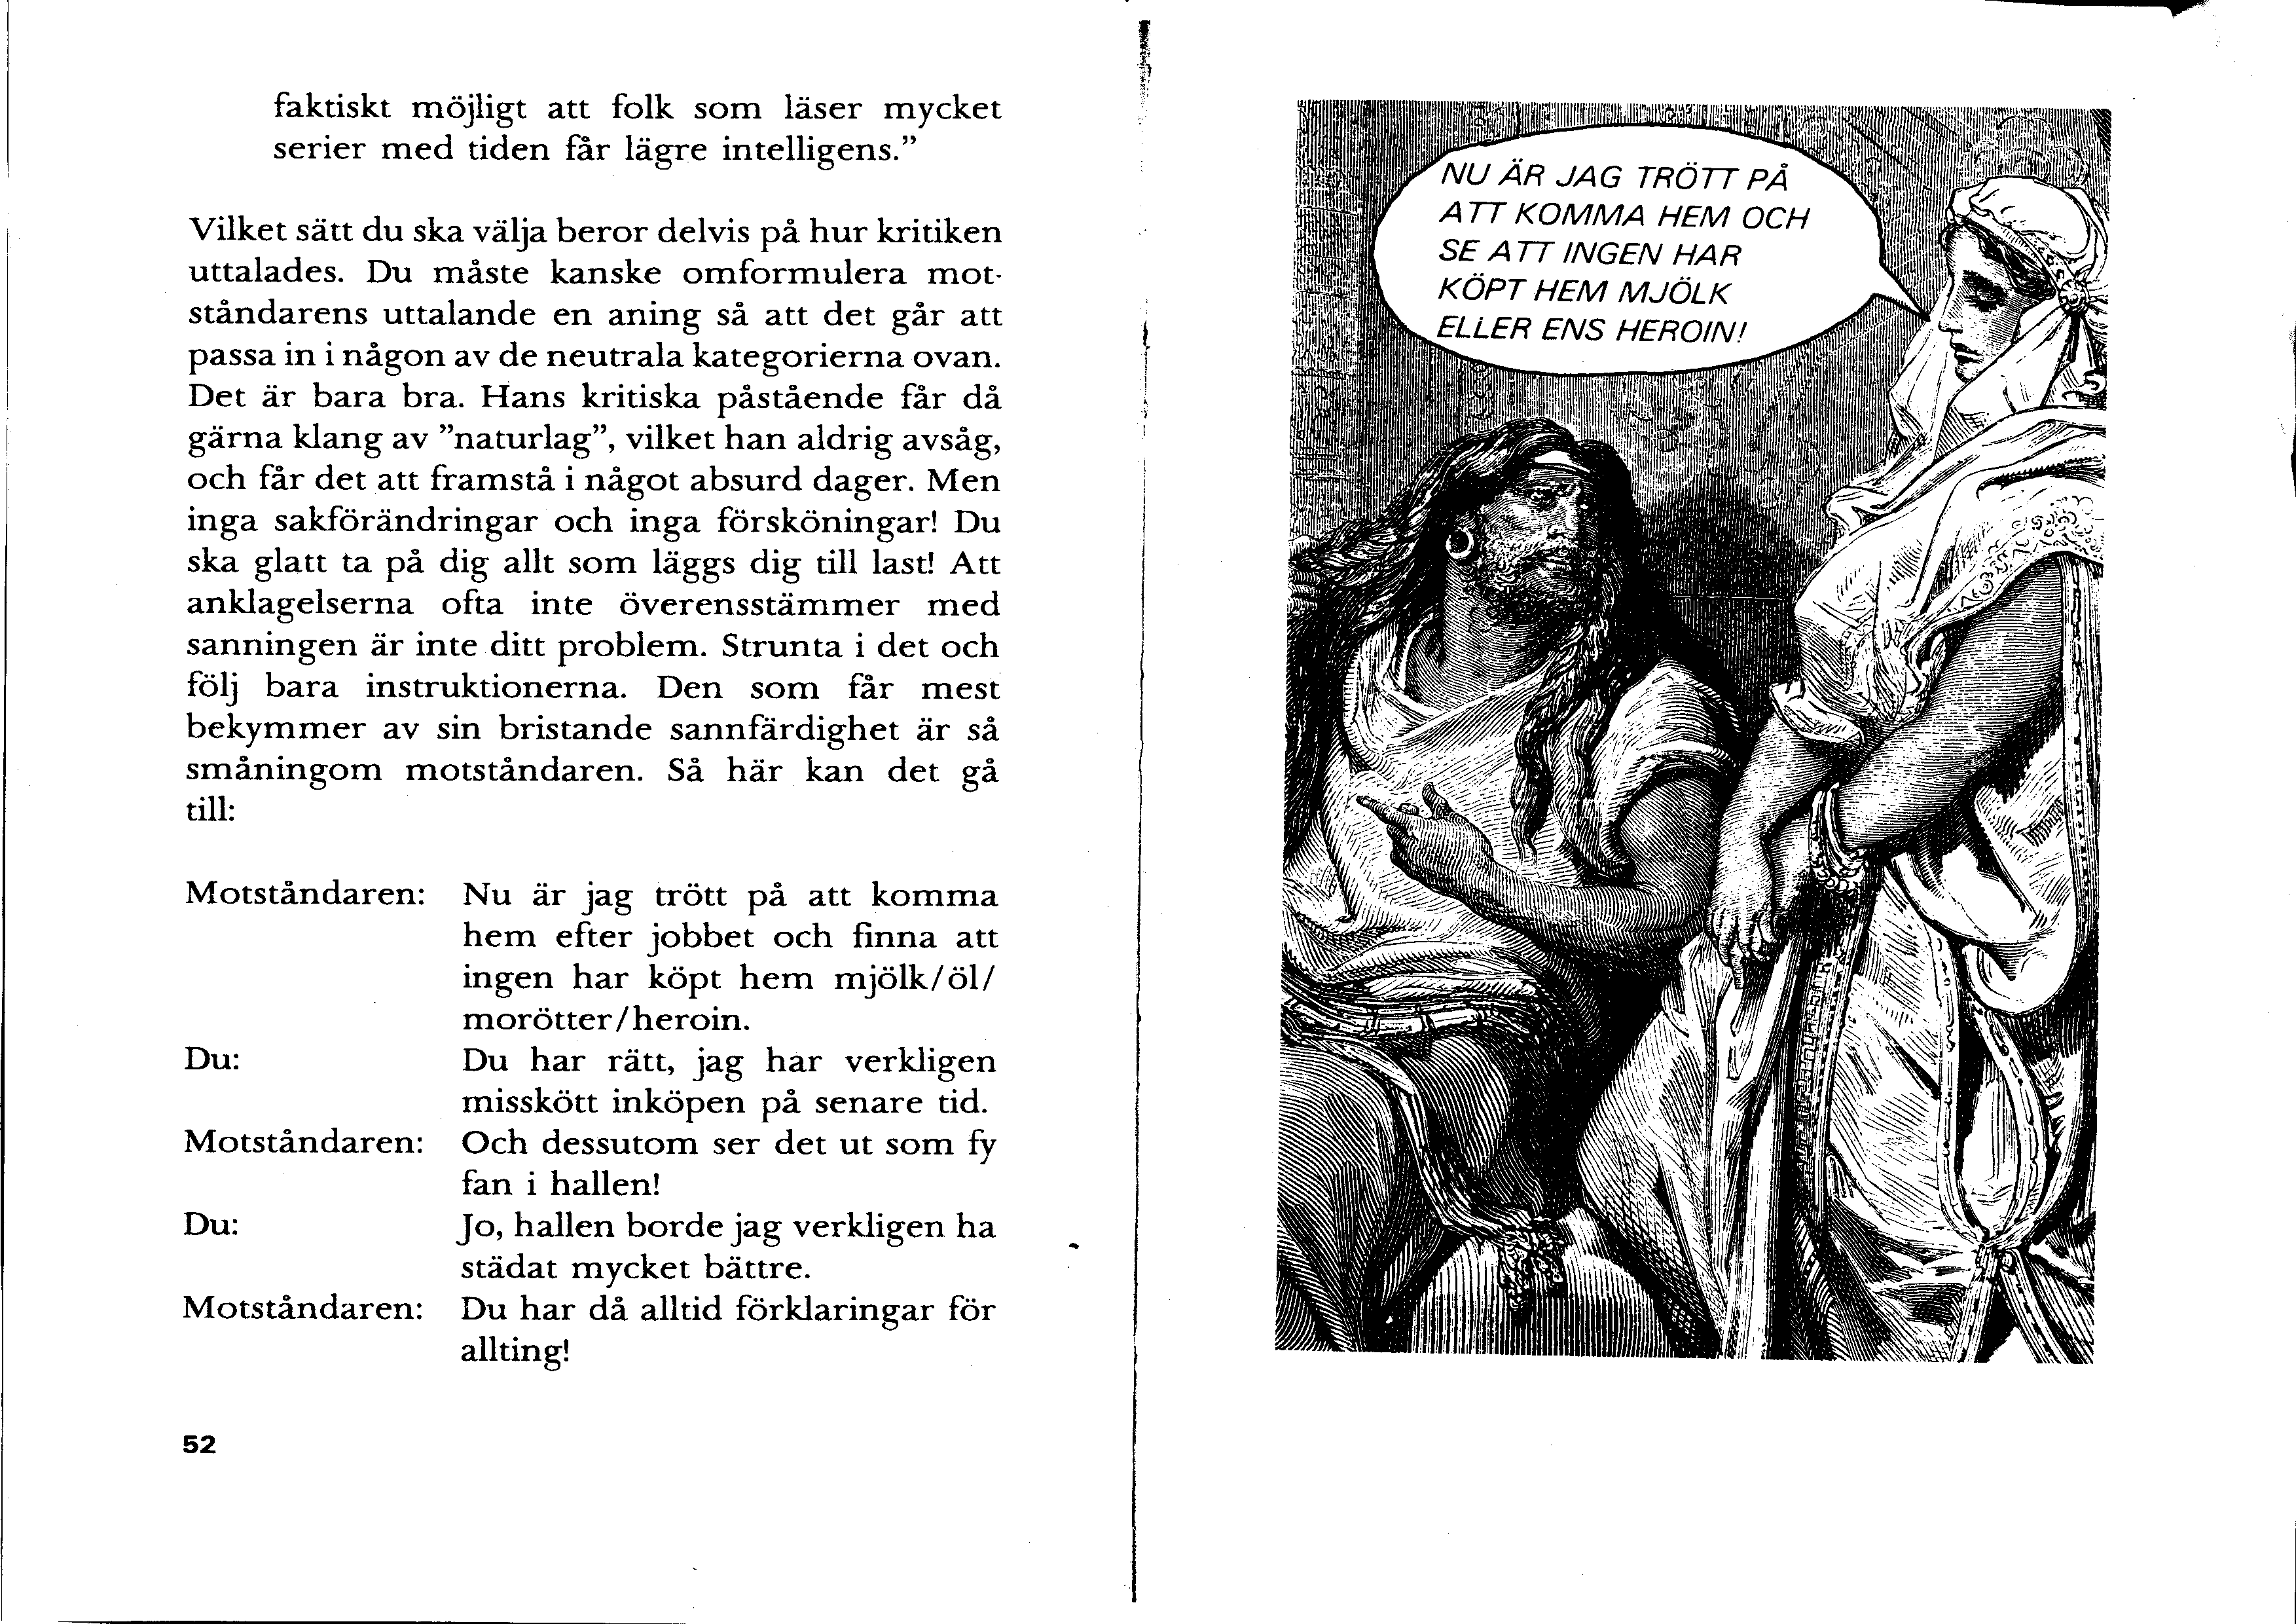 faktiskt möjligt att folk som läser mycket
serier med tiden får lägre intelligens.”
Vilket sätt du ska välja beror delvis på hur kritiken
uttalades. Du måste kanske omformulera mot-
ståndarens uttalande en aning så att det går att
passa in i någon av de neutrala kategorierna ovan.
Det är bara bra. Hans kritiska påstående får då
gärna klang av ”naturlag”, vilket han aldrig avsåg,
och får det att framstå i något absurd dager. Men
inga sakförändringar och inga försköningar! Du
ska glatt ta på dig allt som läggs dig till last! Att
anklagelserna ofta inte överensstämmer med
sanningen är inte ditt problem. Strunta i det och
följ bara instruktionerna. Den som får mest
bekymmer av sin bristande sannfärdighet är så
småningom motståndaren. Så här kan det gå
till:
Motståndaren: Nu är jag trött på att komma
hem efter jobbet och finna att
ingen har köpt hem mjölk/öl/
morötter/heroin.
Du: Du har rätt, jag har verkligen
misskött inköpen på senare tid.
Motståndaren: Och dessutom ser det ut som fy
fan i hallen!
Du: Jo, hallen borde jag verkligen ha
städat mycket bättre.
Motståndaren: Du har då alltid förklaringar för
allting!
52
NU ÄR JAG TRÖTT PÅ
ATT KOMMA HEM OCH
SE ATT INGEN HAR
KÖPT HEM MJÖLK
ELLER ENS HEROIN!